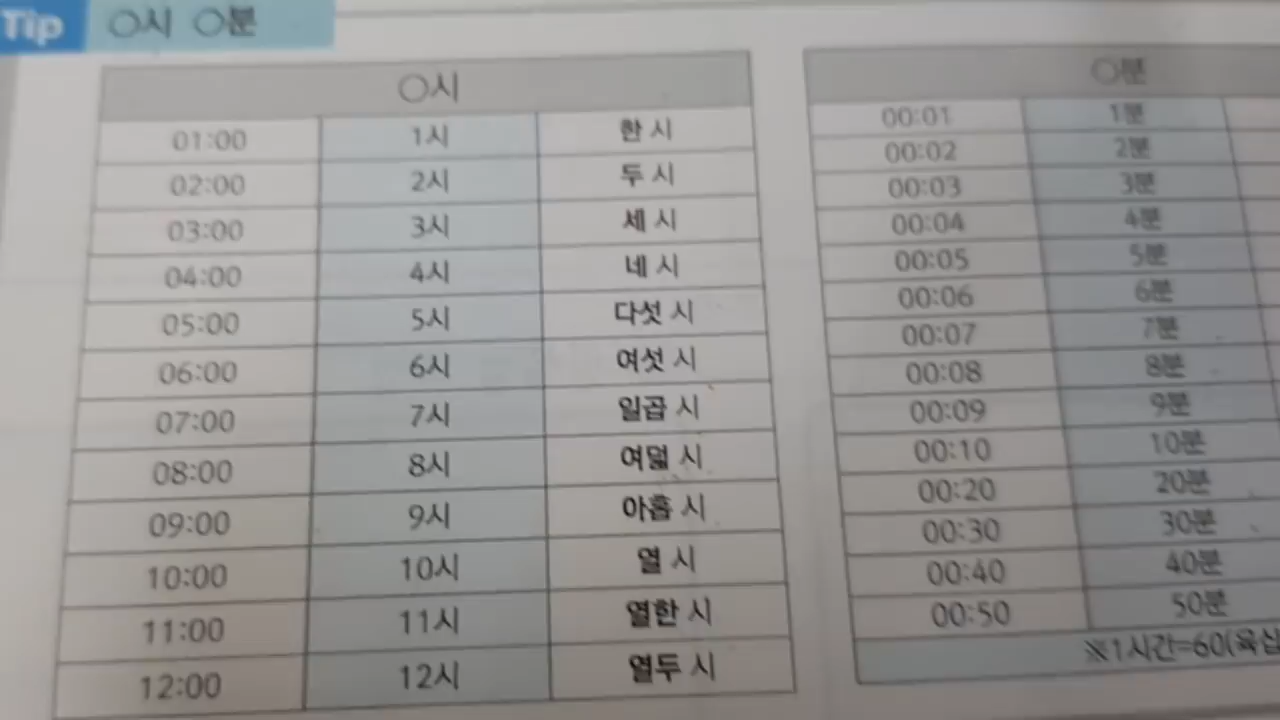 Tip ○시 ○분
○시
01:00 1시 한 시
02:00 2시 두 시
03:00 3시 세 시
04:00 4시 네 시
05:00 5시 다섯 시
06:00 6시 여섯 시
07:00 7시 일곱 시
08:00 8시 여덟 시
09:00 9시 아홉 시
10:00 10시 열 시
11:00 11시 열한 시
12:00 12시 열두 시
○분
00:01 1분
00:02 2분
00:03 3분
00:04 4분
00:05 5분
00:06 6분
00:07 7분
00:08 8분
00:09 9분
00:10 10분
00:20 20분
00:30 30분
00:40 40분
00:50 50분
※1시간=60(육십